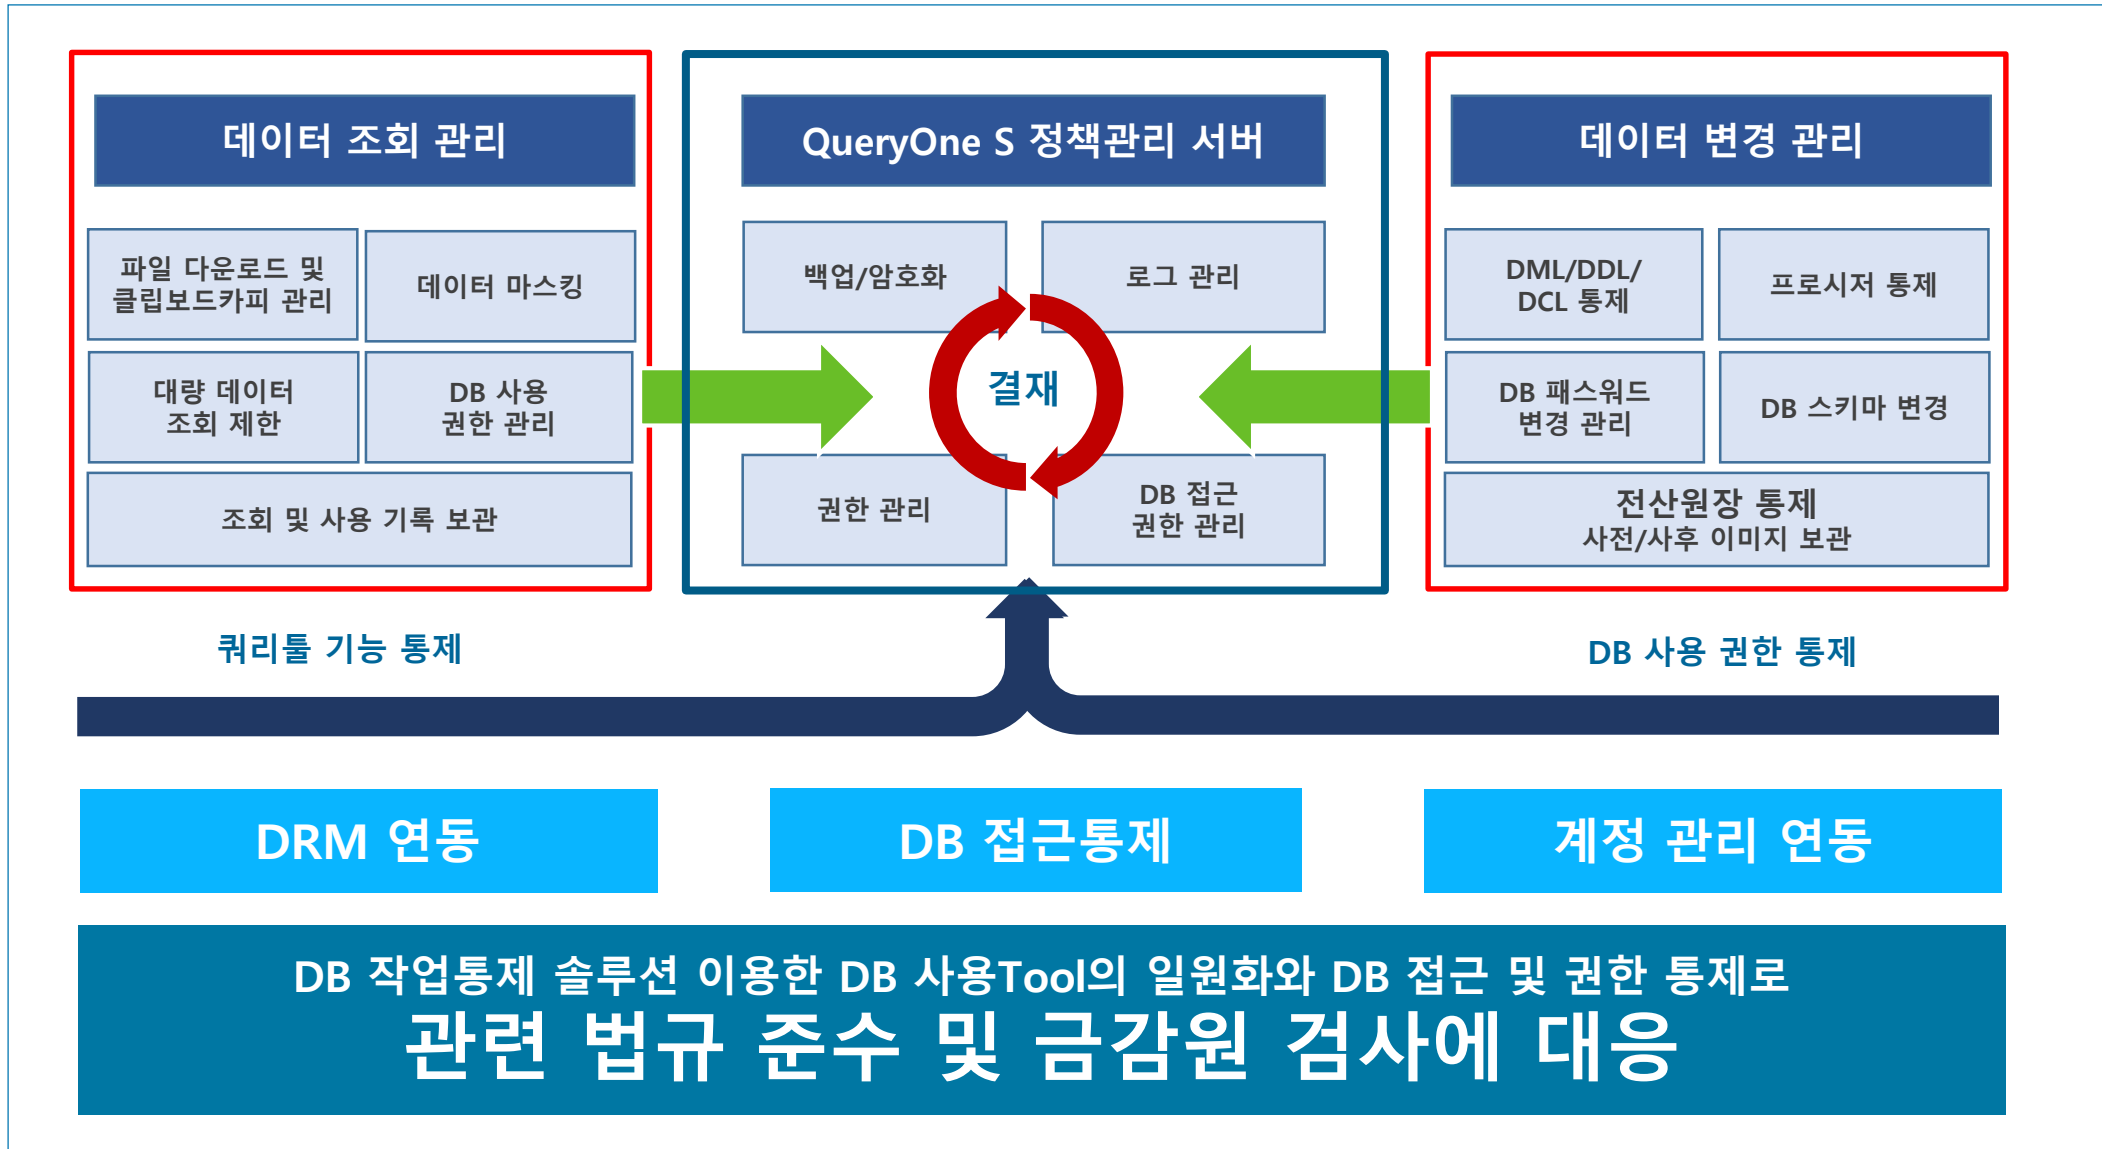 데이터 조회 관리
파일 다운로드 및
클립보드카피 관리
데이터 마스킹
대량 데이터
조회 제한
DB 사용
권한 관리
조회 및 사용 기록 보관
QueryOne S 정책관리 서버
백업/암호화
로그 관리
결재
권한 관리
DB 접근
권한 관리
데이터 변경 관리
DML/DDL/
DCL 통제
프로시저 통제
DB 패스워드
변경 관리
DB 스키마 변경
전산원장 통제
사전/사후 이미지 보관
쿼리툴 기능 통제
DB 사용 권한 통제
DRM 연동
DB 접근통제
계정 관리 연동
DB 작업통제 솔루션 이용한 DB 사용Tool의 일원화와 DB 접근 및 권한 통제로
관련 법규 준수 및 금감원 검사에 대응